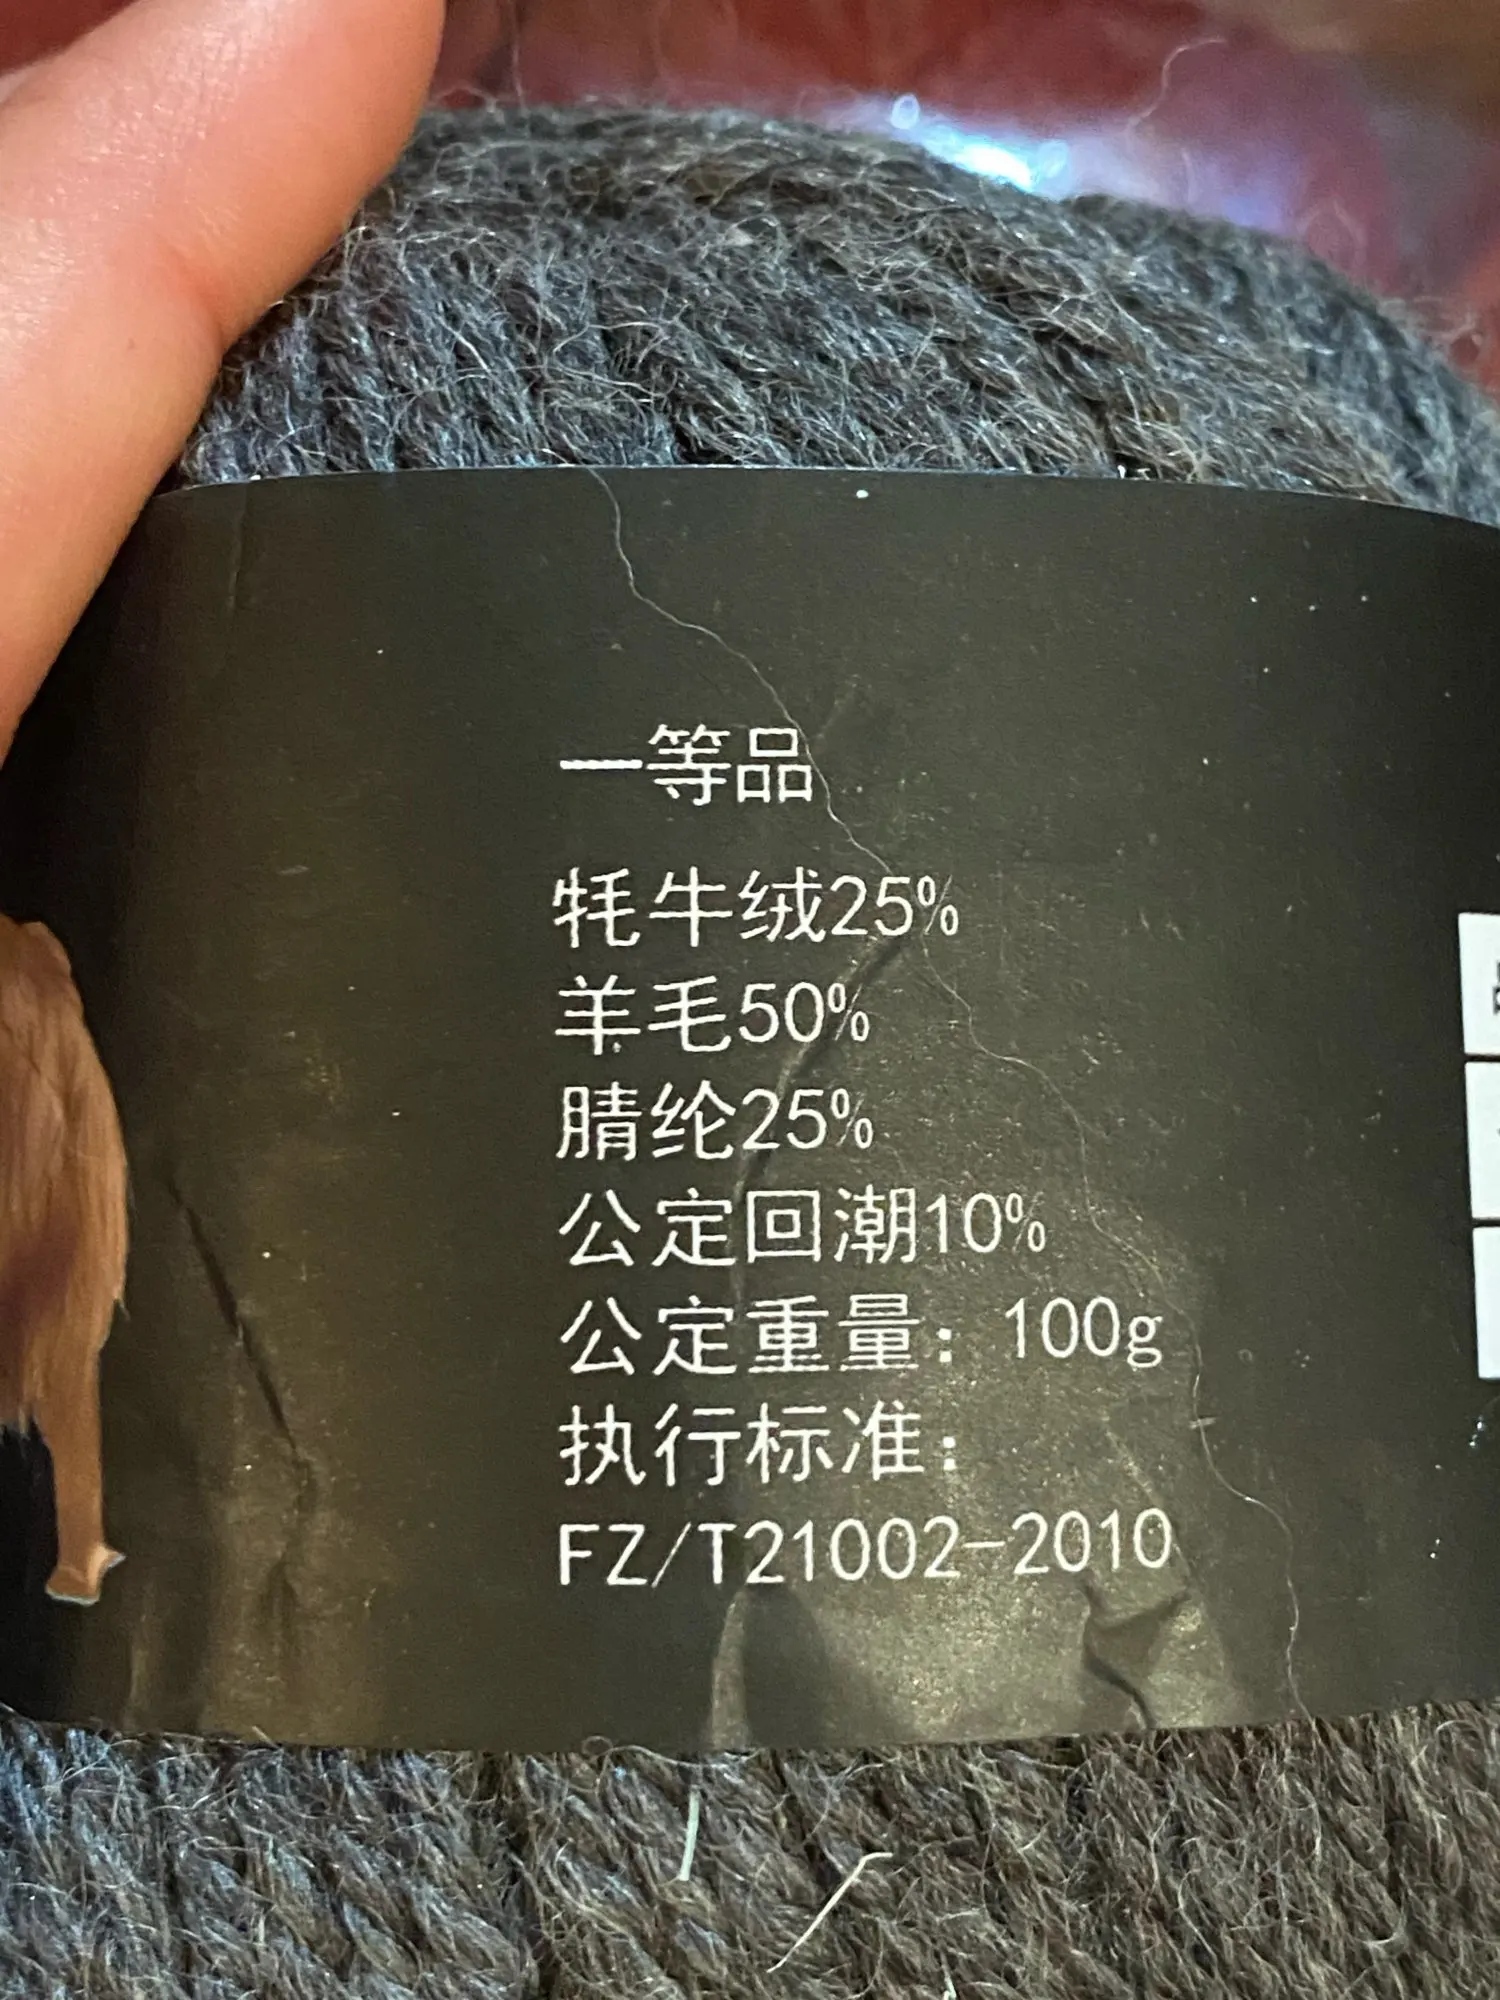 一等品
牦牛绒25%
羊毛50%
腈纶25%
公定回潮10%
公定重量：100g
执行标准：
FZ/T21002-2010